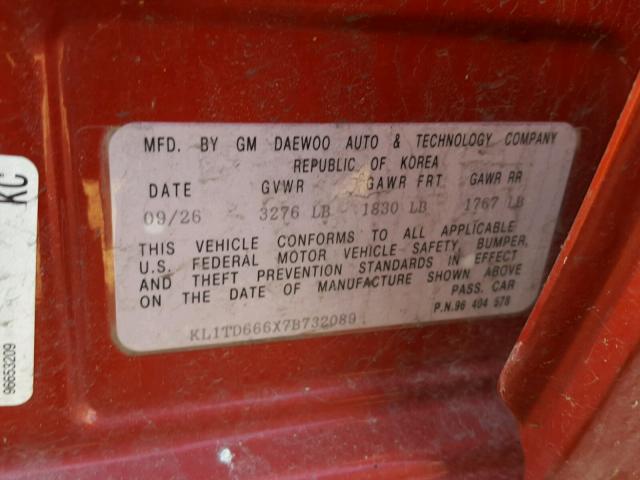 MFD. BY GM DAEWOO AUTO & TECHNOLOGY COMPANY
REPUBLIC OF KOREA
DATE GVWR GAWR FRT GAWR RR
09/26 3276 LB 1830 LB 1767 LB
THIS VEHICLE CONFORMS TO ALL APPLICABLE
U.S. FEDERAL MOTOR VEHICLE SAFETY, BUMPER,
AND THEFT PREVENTION STANDARDS IN EFFECT
ON THE DATE OF MANUFACTURE SHOWN ABOVE
PASS. CAR
P.N.96 404 578
KL1TD666X7B732089
KC
96653209